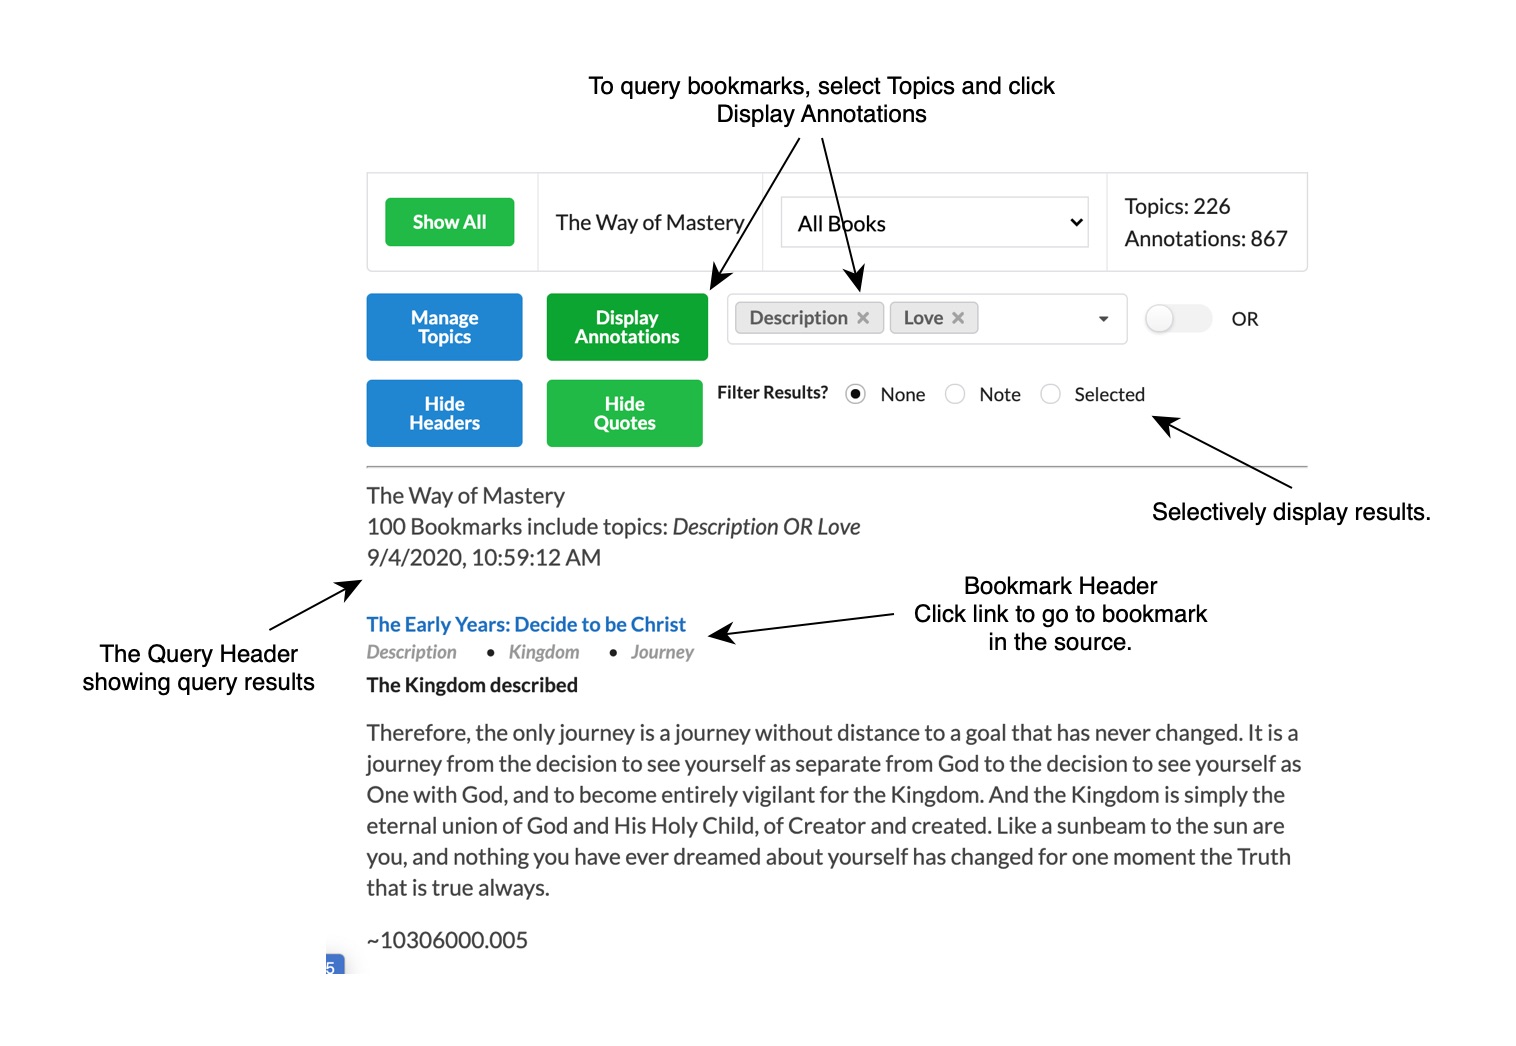 To query bookmarks, select Topics and click
Display Annotations
Show All
The Way of Mastery
All Books
Topics: 226
Annotations: 867
Manage
Topics
Display
Annotations
Description ×
Love ×
OR
Hide
Headers
Hide
Quotes
Filter Results?
None
Note
Selected
Selectively display results.
The Way of Mastery
100 Bookmarks include topics: Description OR Love
9/4/2020, 10:59:12 AM
The Query Header
showing query results
Bookmark Header
Click link to go to bookmark
in the source.
The Early Years: Decide to be Christ
Description • Kingdom • Journey
The Kingdom described
Therefore, the only journey is a journey without distance to a goal that has never changed. It is a
journey from the decision to see yourself as separate from God to the decision to see yourself as
One with God, and to become entirely vigilant for the Kingdom. And the Kingdom is simply the
eternal union of God and His Holy Child, of Creator and created. Like a sunbeam to the sun are
you, and nothing you have ever dreamed about yourself has changed for one moment the Truth
that is true always.
~10306000.005
5